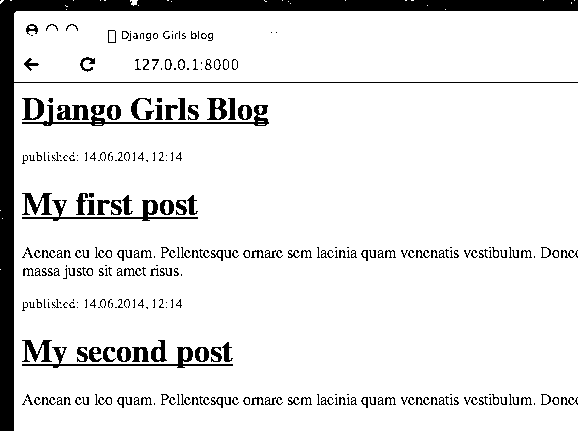 Django Girls blog
127.0.0.1:8000
Django Girls Blog
published: 14.06.2014, 12:14
My first post
Aenean eu leo quam. Pellentesque ornare sem lacinia quam venenatis vestibulum. Donec
massa justo sit amet risus.
published: 14.06.2014, 12:14
My second post
Aenean eu leo quam. Pellentesque ornare sem lacinia quam venenatis vestibulum. Donec